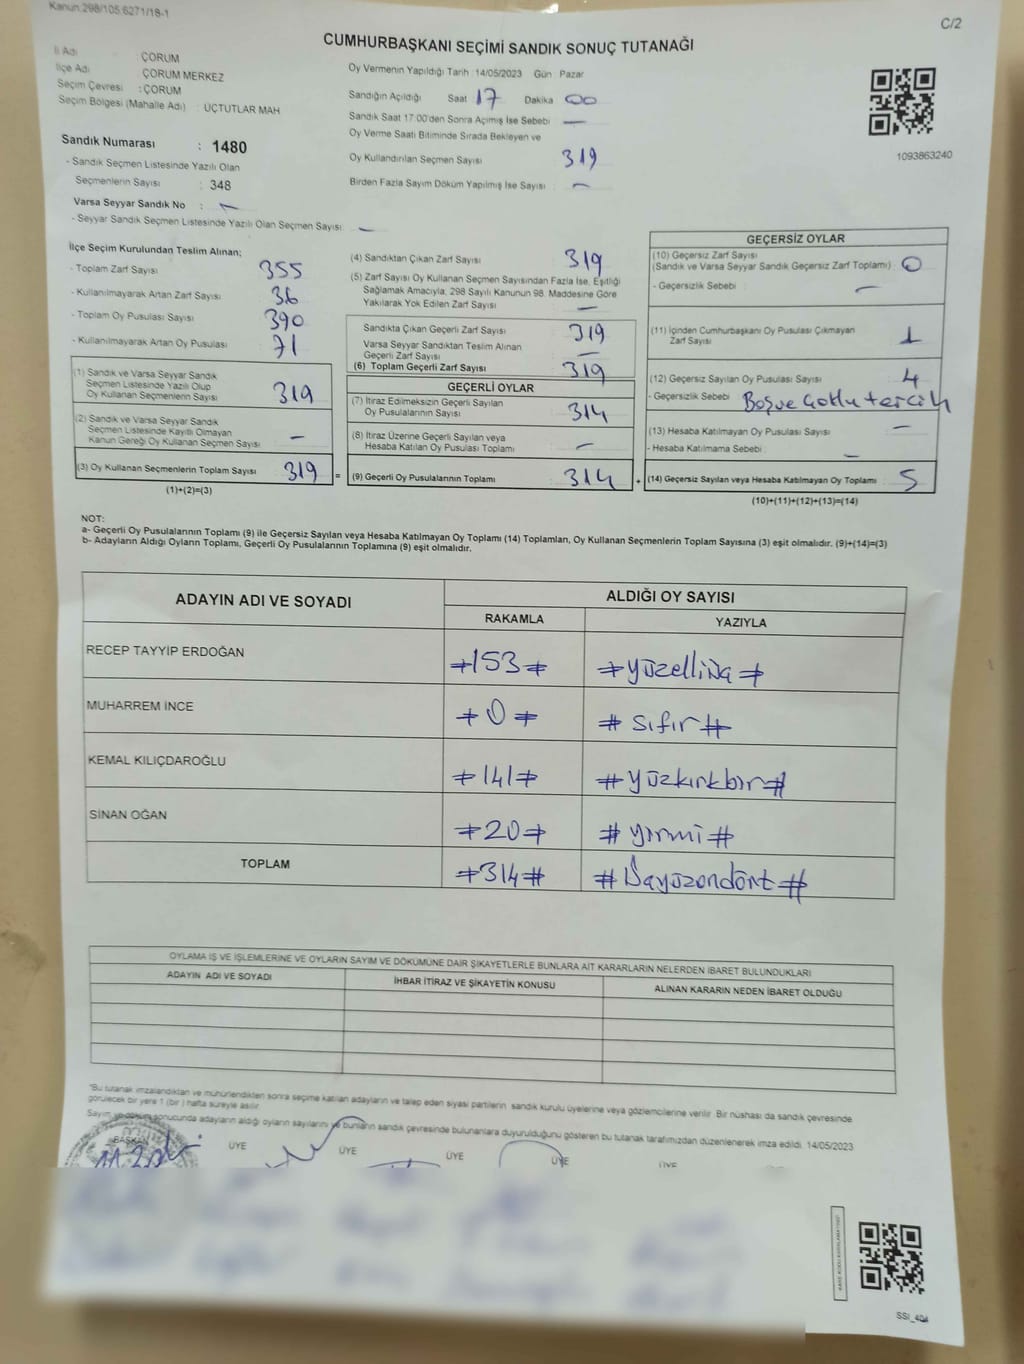 Kanun.298/105.6271/18-1
C/2
CUMHURBAŞKANI SEÇİMİ SANDIK SONUÇ TUTANAĞI
İl Adı : ÇORUM
İlçe Adı : ÇORUM MERKEZ
Seçim Çevresi : ÇORUM
Seçim Bölgesi (Mahalle Adı) : ÜÇTUTLAR MAH
Sandık Numarası : 1480
- Sandık Seçmen Listesinde Yazılı Olan
Seçmenlerin Sayısı : 348
Varsa Seyyar Sandık No : -
- Seyyar Sandık Seçmen Listesinde Yazılı Olan Seçmen Sayısı: -
Oy Vermenin Yapıldığı Tarih : 14/05/2023 Gün : Pazar
Sandığın Açıldığı Saat 17 Dakika 00
Sandık Saat 17:00'den Sonra Açılmış İse Sebebi : -
Oy Verme Saati Bitiminde Sırada Bekleyen ve
Oy Kullandırılan Seçmen Sayısı 319
Birden Fazla Sayım Döküm Yapılmış İse Sayısı : -
1093863240
İlçe Seçim Kurulundan Teslim Alınan;
- Toplam Zarf Sayısı : 355
- Kullanılmayarak Artan Zarf Sayısı : 36
- Toplam Oy Pusulası Sayısı : 390
- Kullanılmayarak Artan Oy Pusulası : 71
(1) Sandık ve Varsa Seyyar Sandık
Seçmen Listesinde Yazılı Olup
Oy Kullanan Seçmenlerin Sayısı : 319
(2) Sandık ve Varsa Seyyar Sandık
Seçmen Listesinde Kayıtlı Olmayan
Kanun Gereği Oy Kullanan Seçmen Sayısı : -
(3) Oy Kullanan Seçmenlerin Toplam Sayısı : 319 =
(1)+(2)=(3)
(4) Sandıktan Çıkan Zarf Sayısı : 319
(5) Zarf Sayısı Oy Kullanan Seçmen Sayısından Fazla İse, Eşitliği
Sağlamak Amacıyla, 298 Sayılı Kanunun 98. Maddesine Göre
Yakılarak Yok Edilen Zarf Sayısı : -
Sandıkta Çıkan Geçerli Zarf Sayısı : 319
Varsa Seyyar Sandıktan Teslim Alınan
Geçerli Zarf Sayısı : -
(6) Toplam Geçerli Zarf Sayısı : 319
GEÇERLİ OYLAR
(7) İtiraz Edilmeksizin Geçerli Sayılan
Oy Pusulalarının Sayısı : 314
(8) İtiraz Üzerine Geçerli Sayılan veya
Hesaba Katılan Oy Pusulası Toplamı : -
(9) Geçerli Oy Pusulalarının Toplamı : 314 +
GEÇERSİZ OYLAR
(10) Geçersiz Zarf Sayısı
(Sandık ve Varsa Seyyar Sandık Geçersiz Zarf Toplamı) : 0
- Geçersizlik Sebebi : -
(11) İçinden Cumhurbaşkanı Oy Pusulası Çıkmayan
Zarf Sayısı : 1
(12) Geçersiz Sayılan Oy Pusulası Sayısı : 4
- Geçersizlik Sebebi : Boş ve Çoklu tercih
(13) Hesaba Katılmayan Oy Pusulası Sayısı : -
- Hesaba Katılmama Sebebi : -
(14) Geçersiz Sayılan veya Hesaba Katılmayan Oy Toplamı : 5
(10)+(11)+(12)+(13)=(14)
NOT:
a- Geçerli Oy Pusulalarının Toplamı (9) ile Geçersiz Sayılan veya Hesaba Katılmayan Oy Toplamı (14) Toplamları, Oy Kullanan Seçmenlerin Toplam Sayısına (3) eşit olmalıdır. (9)+(14)=(3)
b- Adayların Aldığı Oyların Toplamı, Geçerli Oy Pusulalarının Toplamına (9) eşit olmalıdır.
ADAYIN ADI VE SOYADI ALDIĞI OY SAYISI
RAKAMLA YAZIYLA
RECEP TAYYİP ERDOĞAN #153# #yüzelliüç#
MUHARREM İNCE #0# #sıfır#
KEMAL KILIÇDAROĞLU #141# #yüzkırkbir#
SİNAN OĞAN #20# #yirmi#
TOPLAM #314# #Üçyüzondört#
OYLAMA İŞ VE İŞLEMLERİNE VE OYLARIN SAYIM VE DÖKÜMÜNE DAİR ŞİKAYETLERLE BUNLARA AİT KARARLARIN NELERDEN İBARET BULUNDUKLARI
ADAYIN ADI VE SOYADI İHBAR İTİRAZ VE ŞİKAYETİN KONUSU ALINAN KARARIN NEDEN İBARET OLDUĞU
*Bu tutanak imzalandıktan ve mühürlendikten sonra seçime katılan adayların ve talep eden siyasi partilerin sandık kurulu üyelerine veya gözlemcilerine verilir. Bir nüshası da sandık çevresinde
görülecek bir yere 1 (bir) hafta süreyle asılır.
Sayım ve döküm sonucunda adayların aldığı oyların sayılarını ve bunların sandık çevresinde bulunanlara duyurulduğunu gösteren bu tutanak tarafımızdan düzenlenerek imza edildi. 14/05/2023
BAŞKAN ÜYE ÜYE ÜYE ÜYE ÜYE
SSI_404